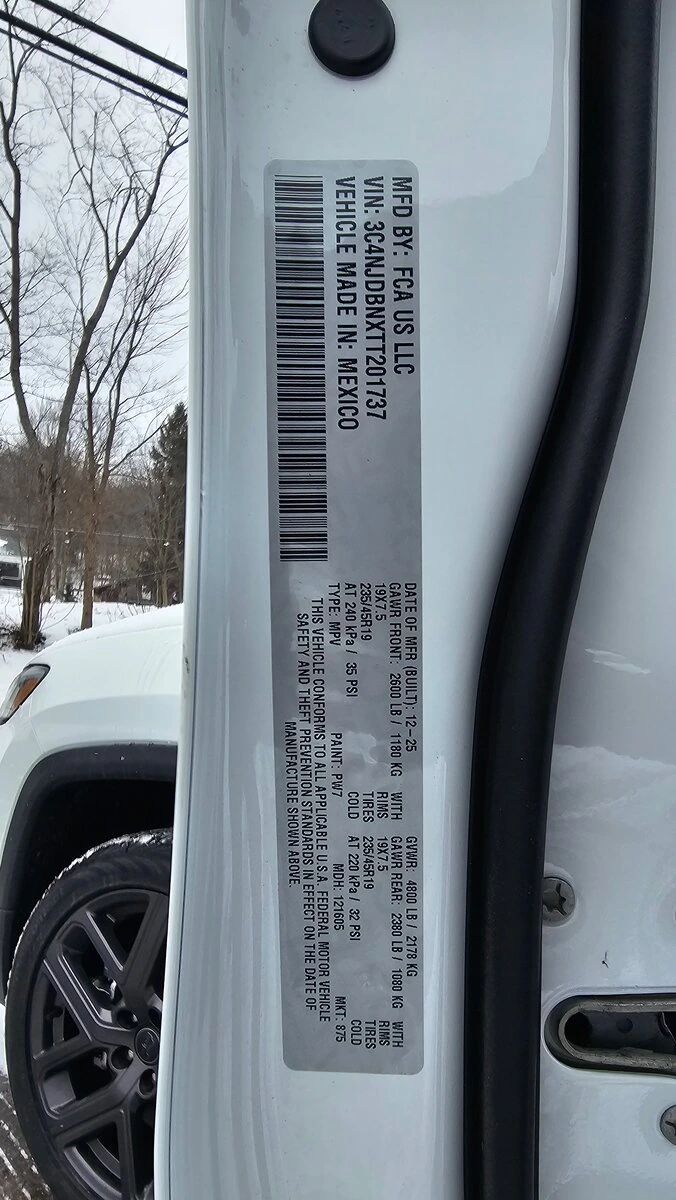 MFD BY: FCA US LLC
VIN: 3C4NJDBNXTT201737
VEHICLE MADE IN: MEXICO
DATE OF MFR (BUILT): 12-25 GVWR: 4800 LB / 2178 KG
GAWR FRONT: 2600 LB / 1180 KG WITH GAWR REAR: 2380 LB / 1080 KG WITH
19X7.5 RIMS 19X7.5 RIMS
235/45R19 TIRES 235/45R19 TIRES
AT 240 kPa / 35 PSI COLD AT 220 kPa / 32 PSI COLD
TYPE: MPV PAINT: PW7 MDH: 121605 MKT: 875
THIS VEHICLE CONFORMS TO ALL APPLICABLE U.S.A. FEDERAL MOTOR VEHICLE
SAFETY AND THEFT PREVENTION STANDARDS IN EFFECT ON THE DATE OF
MANUFACTURE SHOWN ABOVE.